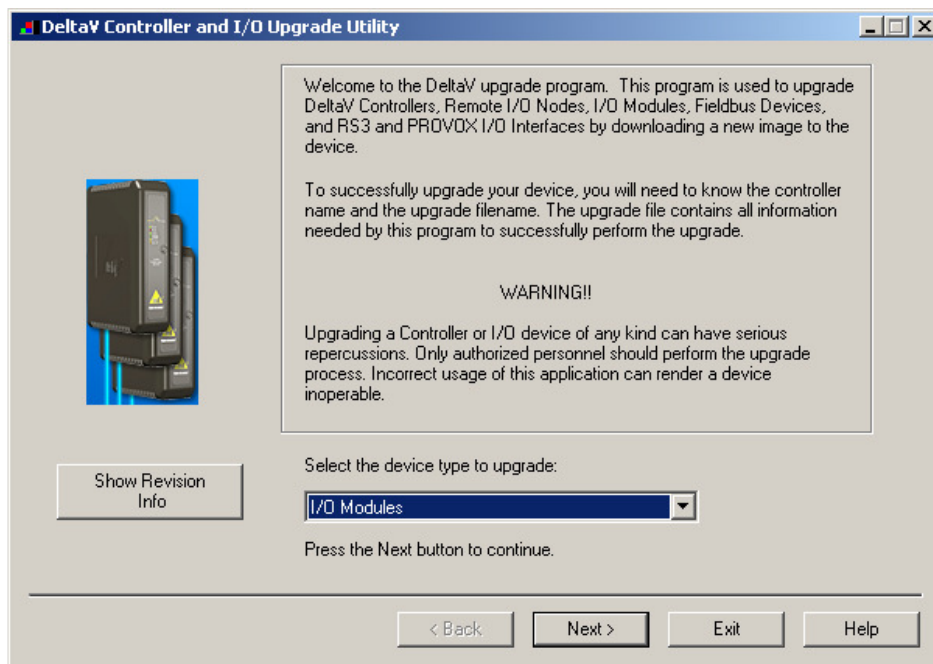 DeltaV Controller and I/O Upgrade Utility
Welcome to the DeltaV upgrade program. This program is used to upgrade
DeltaV Controllers, Remote I/O Nodes, I/O Modules, Fieldbus Devices,
and RS3 and PROVOX I/O Interfaces by downloading a new image to the
device.
To successfully upgrade your device, you will need to know the controller
name and the upgrade filename. The upgrade file contains all information
needed by this program to successfully perform the upgrade.
WARNING!!
Upgrading a Controller or I/O device of any kind can have serious
repercussions. Only authorized personnel should perform the upgrade
process. Incorrect usage of this application can render a device
inoperable.
Select the device type to upgrade:
Show Revision
Info
I/O Modules
Press the Next button to continue.
< Back
Next >
Exit
Help